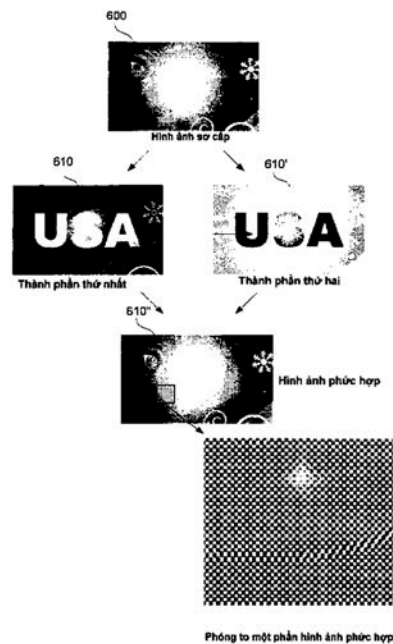 600
Hình ảnh sơ cấp
610
610'
USA
USA
Thành phần thứ nhất
Thành phần thứ hai
610"
Hình ảnh phức hợp
Phóng to một phần hình ảnh phức hợp